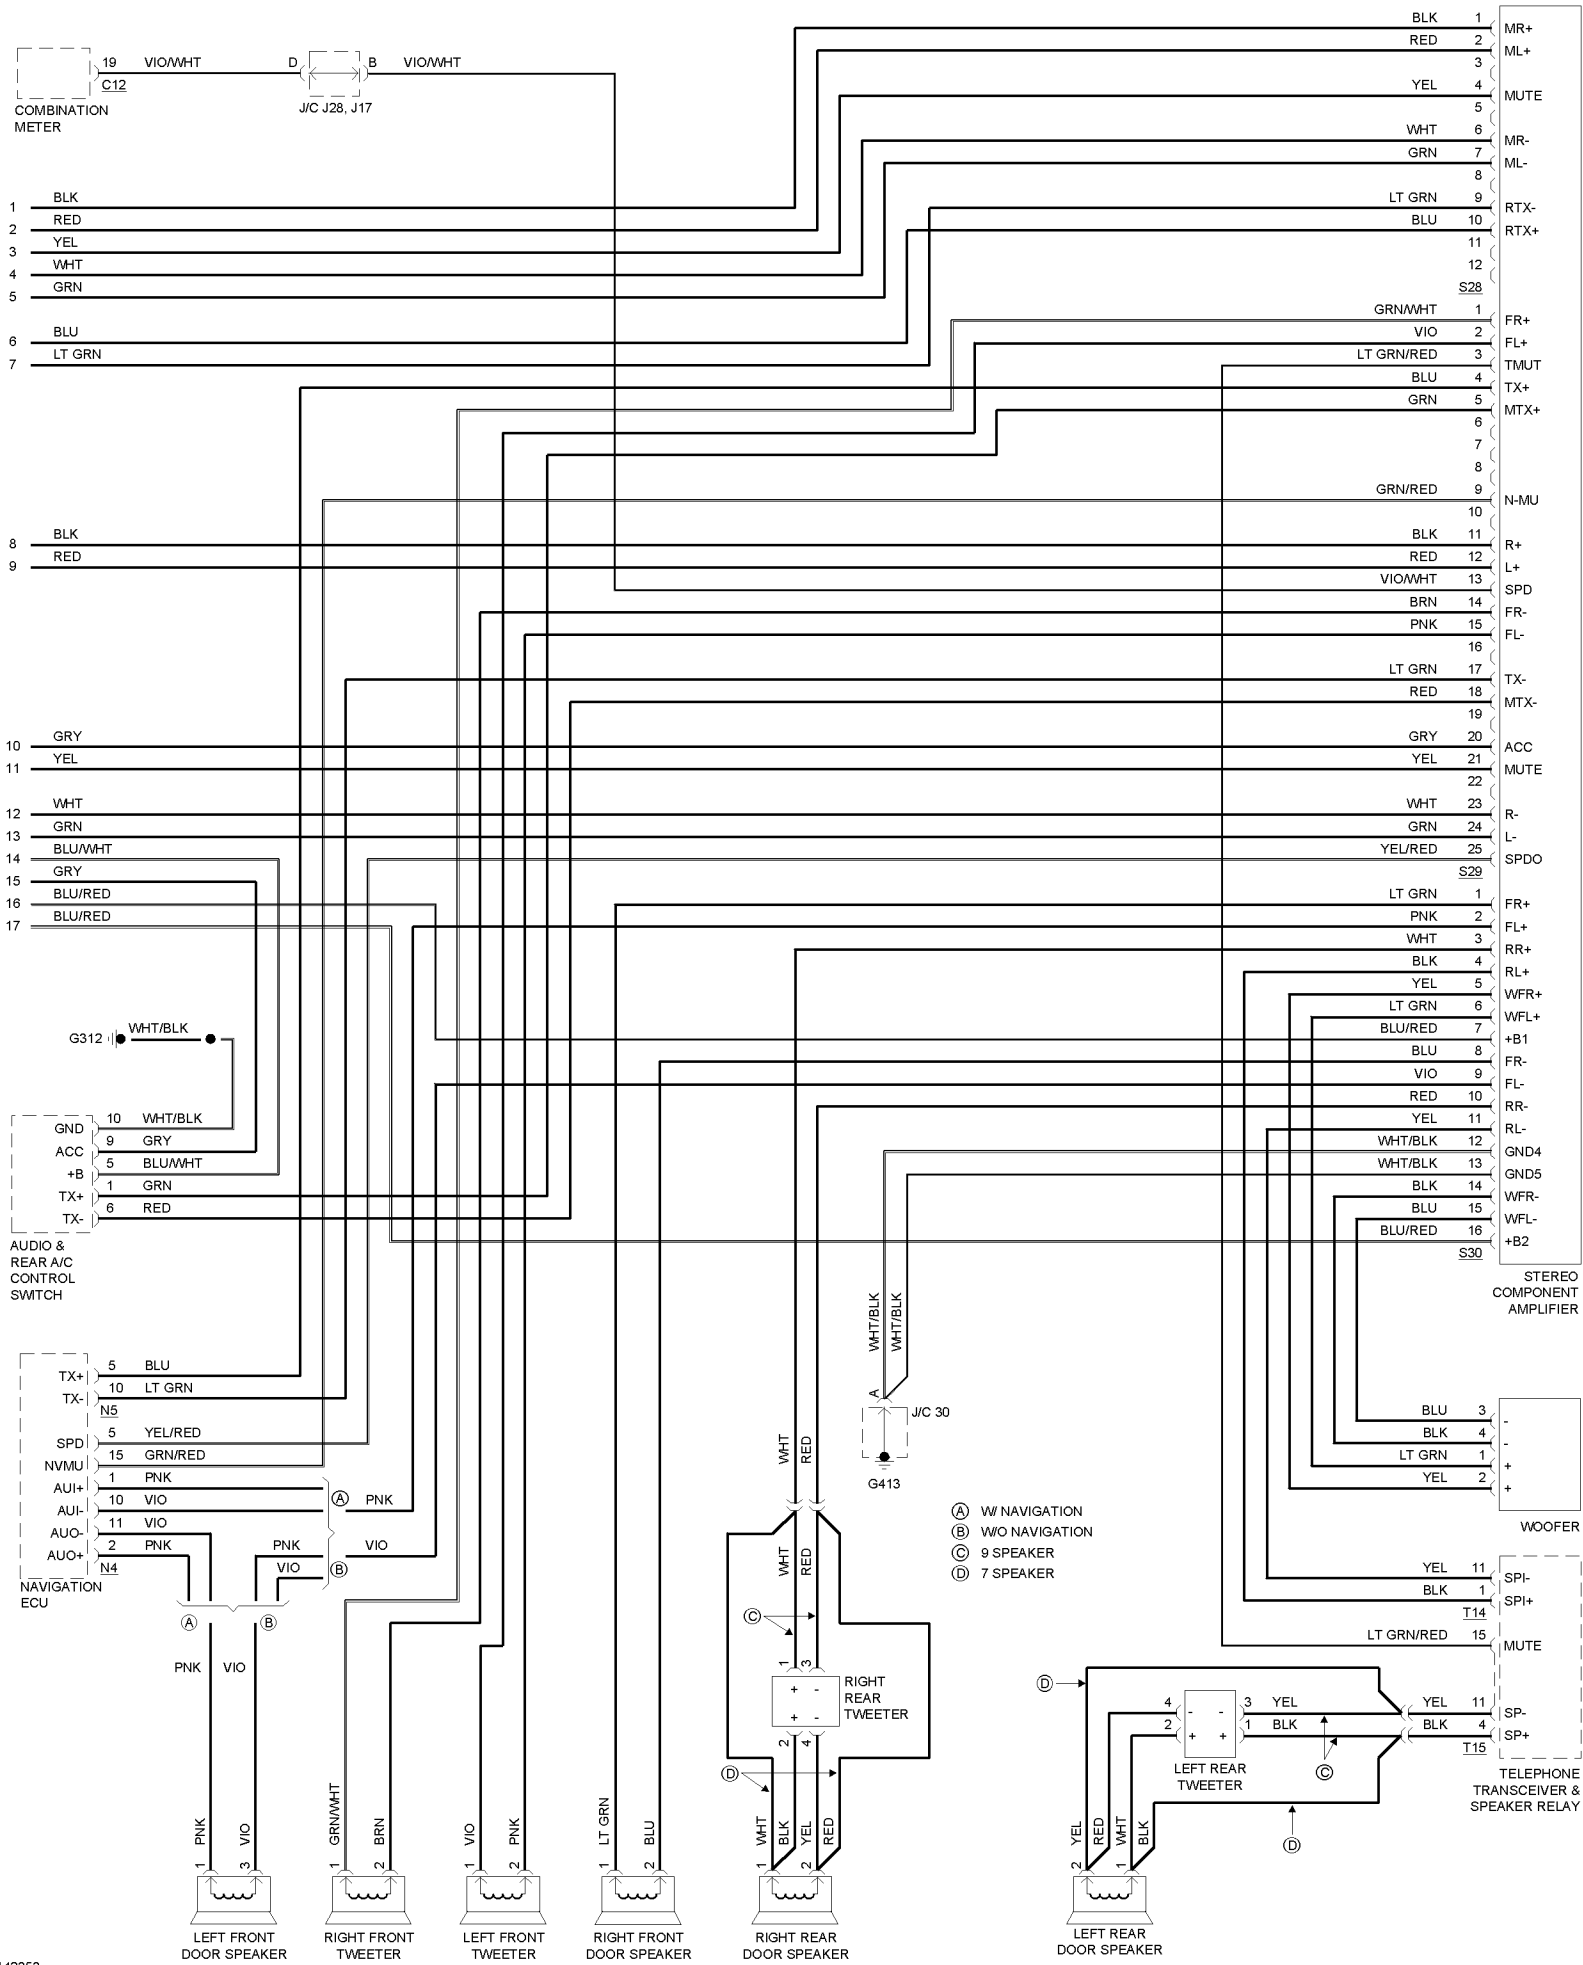 BLK 1 MR+
RED 2 ML+
3
YEL 4 MUTE
5
WHT 6 MR-
GRN 7 ML-
8
LT GRN 9 RTX-
BLU 10 RTX+
11
12
S28
19 VIO/WHT D B VIO/WHT
C12
COMBINATION
METER
J/C J28, J17
1 BLK
2 RED
3 YEL
4 WHT
5 GRN
6 BLU
7 LT GRN
GRN/WHT 1 FR+
VIO 2 FL+
LT GRN/RED 3 TMUT
BLU 4 TX+
GRN 5 MTX+
6
7
8
GRN/RED 9 N-MU
10
8 BLK BLK 11 R+
9 RED RED 12 L+
VIO/WHT 13 SPD
BRN 14 FR-
PNK 15 FL-
16
LT GRN 17 TX-
RED 18 MTX-
19
10 GRY GRY 20 ACC
11 YEL YEL 21 MUTE
22
12 WHT WHT 23 R-
13 GRN GRN 24 L-
14 BLU/WHT YEL/RED 25 SPDO
S29
15 GRY
16 BLU/RED
17 BLU/RED
LT GRN 1 FR+
PNK 2 FL+
WHT 3 RR+
BLK 4 RL+
YEL 5 WFR+
LT GRN 6 WFL+
BLU/RED 7 +B1
BLU 8 FR-
VIO 9 FL-
RED 10 RR-
YEL 11 RL-
WHT/BLK 12 GND4
WHT/BLK 13 GND5
BLK 14 WFR-
BLU 15 WFL-
BLU/RED 16 +B2
S30
STEREO
COMPONENT
AMPLIFIER
G312 WHT/BLK
GND 10 WHT/BLK
ACC 9 GRY
+B 5 BLU/WHT
TX+ 1 GRN
TX- 6 RED
AUDIO &
REAR A/C
CONTROL
SWITCH
TX+ 5 BLU
TX- 10 LT GRN
N5
SPD 5 YEL/RED
NVMU 15 GRN/RED
AUI+ 1 PNK
AUI- 10 VIO
AUO- 11 VIO
AUO+ 2 PNK
N4
NAVIGATION
ECU
A PNK
PNK VIO
VIO B
A B
PNK VIO
WHT/BLK WHT/BLK
A J/C 30
G413
WHT RED
A W/ NAVIGATION
B W/O NAVIGATION
C 9 SPEAKER
D 7 SPEAKER
WHT RED
C
1 3
+ -
+ -
2 4
RIGHT
REAR
TWEETER
D
BLU 3 -
BLK 4 -
LT GRN 1 +
YEL 2 +
WOOFER
YEL 11 SPI-
BLK 1 SPI+
T14
LT GRN/RED 15 MUTE
D
4 - - 3 YEL YEL 11 SP-
2 + + 1 BLK BLK 4 SP+
T15
LEFT REAR
TWEETER
C
D
TELEPHONE
TRANSCEIVER &
SPEAKER RELAY
PNK VIO
1 3
LEFT FRONT
DOOR SPEAKER
GRN/WHT BRN
1 2
RIGHT FRONT
TWEETER
VIO PNK
1 2
LEFT FRONT
TWEETER
LT GRN BLU
1 2
RIGHT FRONT
DOOR SPEAKER
WHT BLK YEL RED
1 2
RIGHT REAR
DOOR SPEAKER
YEL RED WHT BLK
2 1
LEFT REAR
DOOR SPEAKER